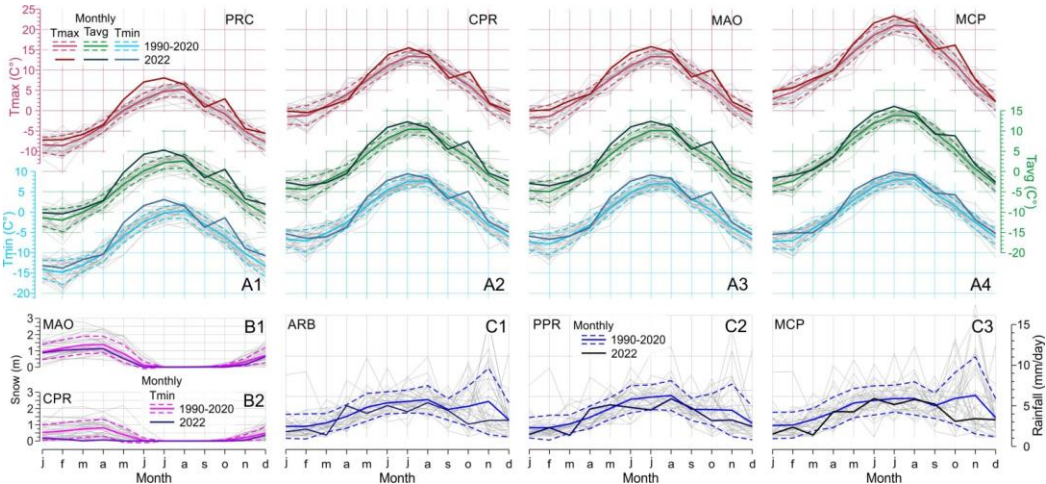 PRC
CPR
MAO
MCP
Monthly
Tmax Tavg Tmin
1990-2020
2022
Tmax (C°)
25
20
15
10
5
0
-5
-10
Tmin (C°)
10
5
0
-5
-10
-15
-20
Tavg (C°)
15
10
5
0
-5
-10
-15
A1
A2
A3
A4
MAO
B1
3
2
1
0
Snow (m)
CPR
B2
Monthly
Tmin
1990-2020
2022
3
2
1
0
j f m a m j j a s o n d
Month
ARB
C1
j f m a m j j a s o n d
Month
PPR
C2
Monthly
1990-2020
2022
j f m a m j j a s o n d
Month
MCP
C3
j f m a m j j a s o n d
Month
15
10
5
0
Rainfall (mm/day)